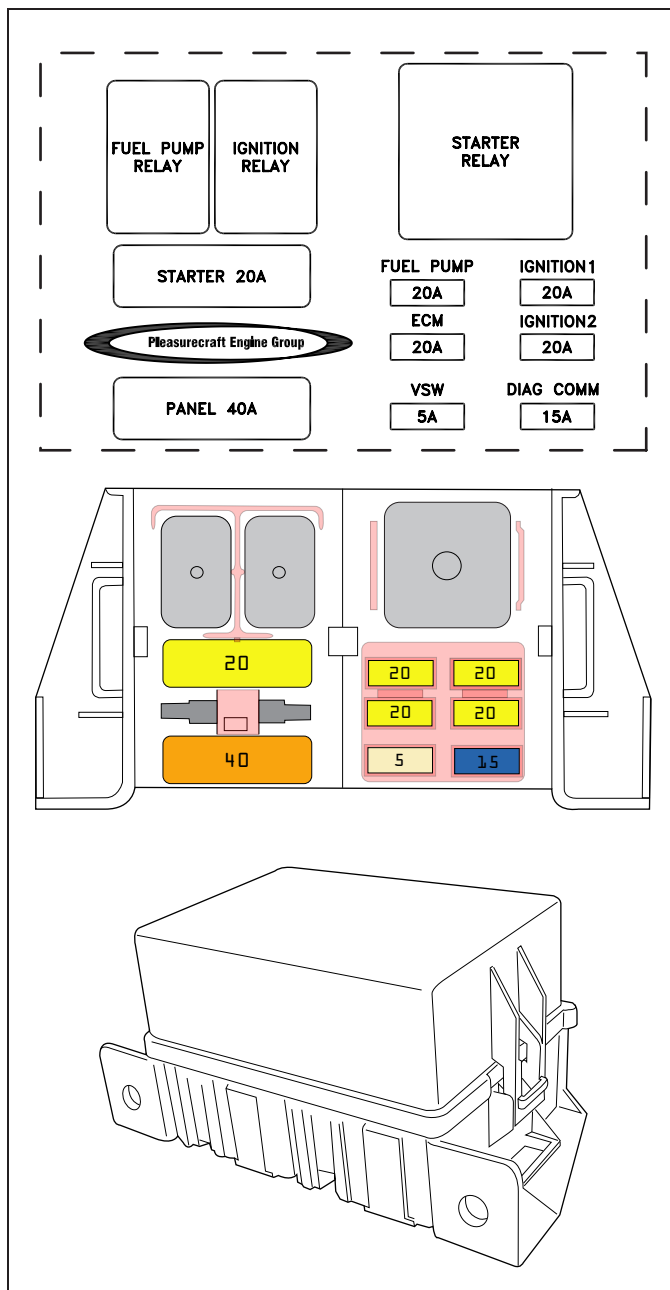 FUEL PUMP
RELAY
IGNITION
RELAY
STARTER
RELAY
STARTER 20A
FUEL PUMP
20A
IGNITION1
20A
Pleasurecraft Engine Group
ECM
20A
IGNITION2
20A
PANEL 40A
VSW
5A
DIAG COMM
15A
20
40
20
20
20
20
5
15